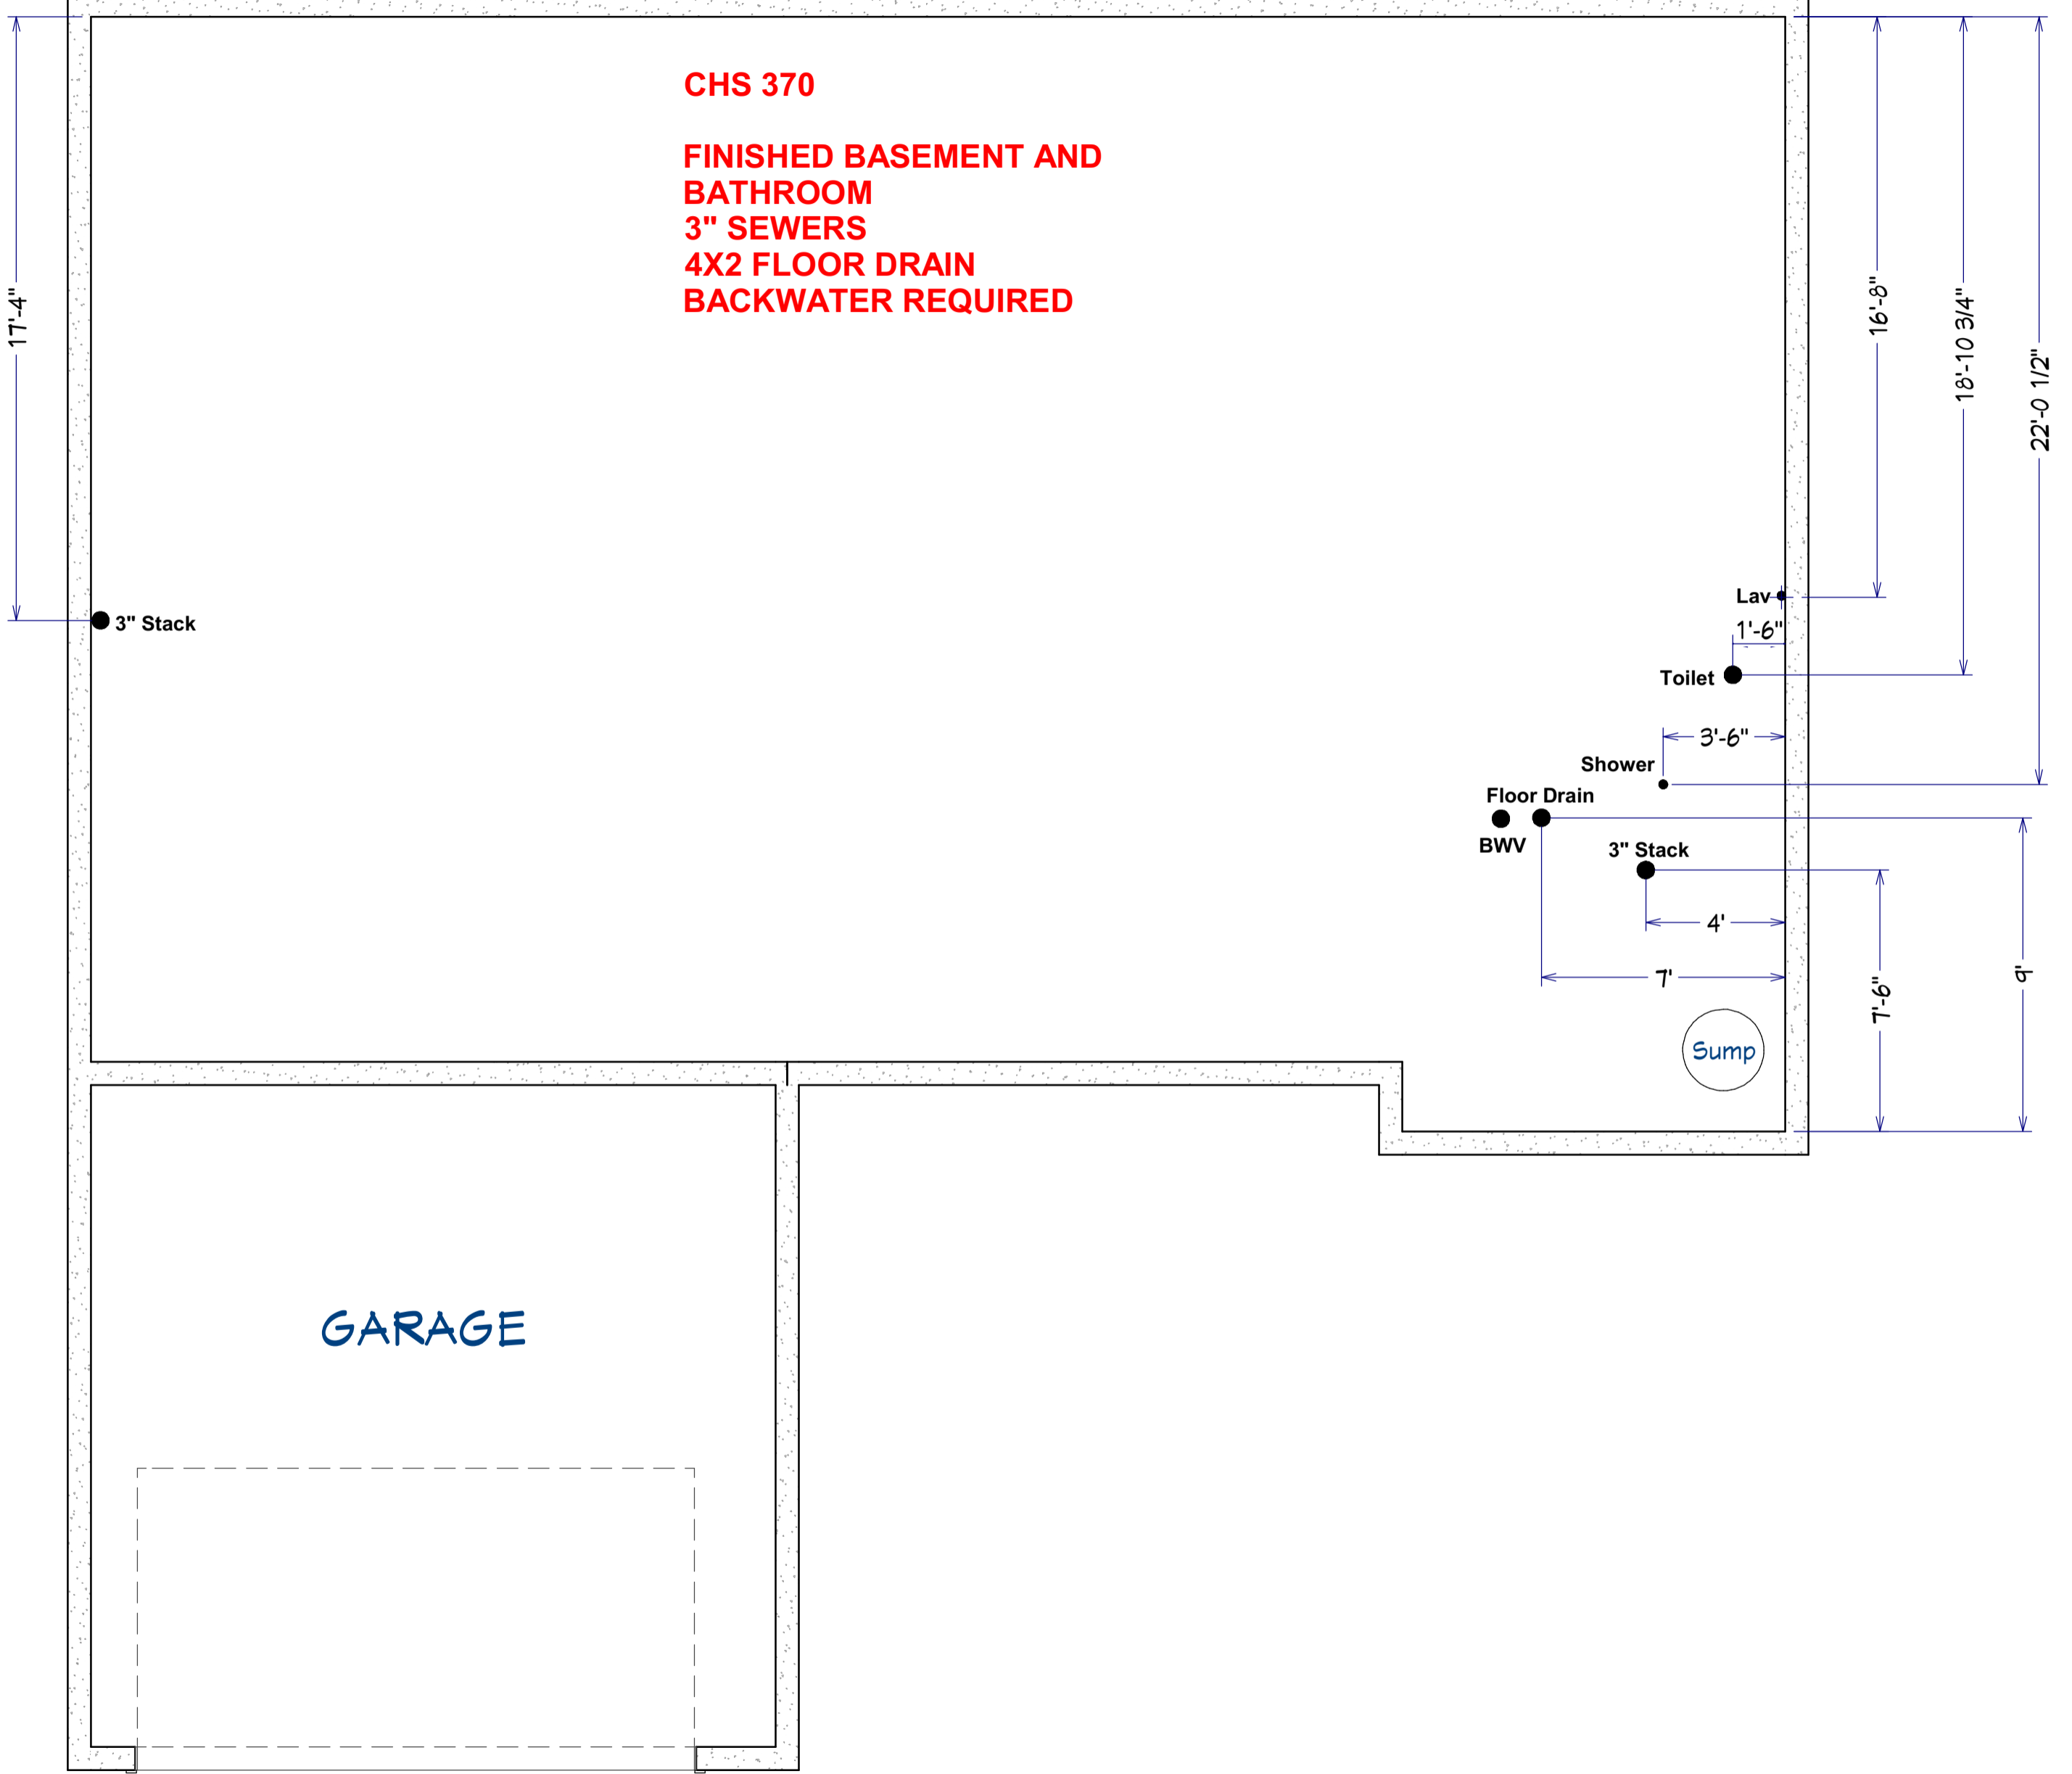 CHS 370
FINISHED BASEMENT AND
BATHROOM
3" SEWERS
4X2 FLOOR DRAIN
BACKWATER REQUIRED
17'-4"
16'-8"
18'-10 3/4"
22'-0 1/2"
3" Stack
Lav
1'-6"
Toilet
3'-6"
Shower
Floor Drain
BWV
3" Stack
4'
7'
7'-6"
9'
Sump
GARAGE